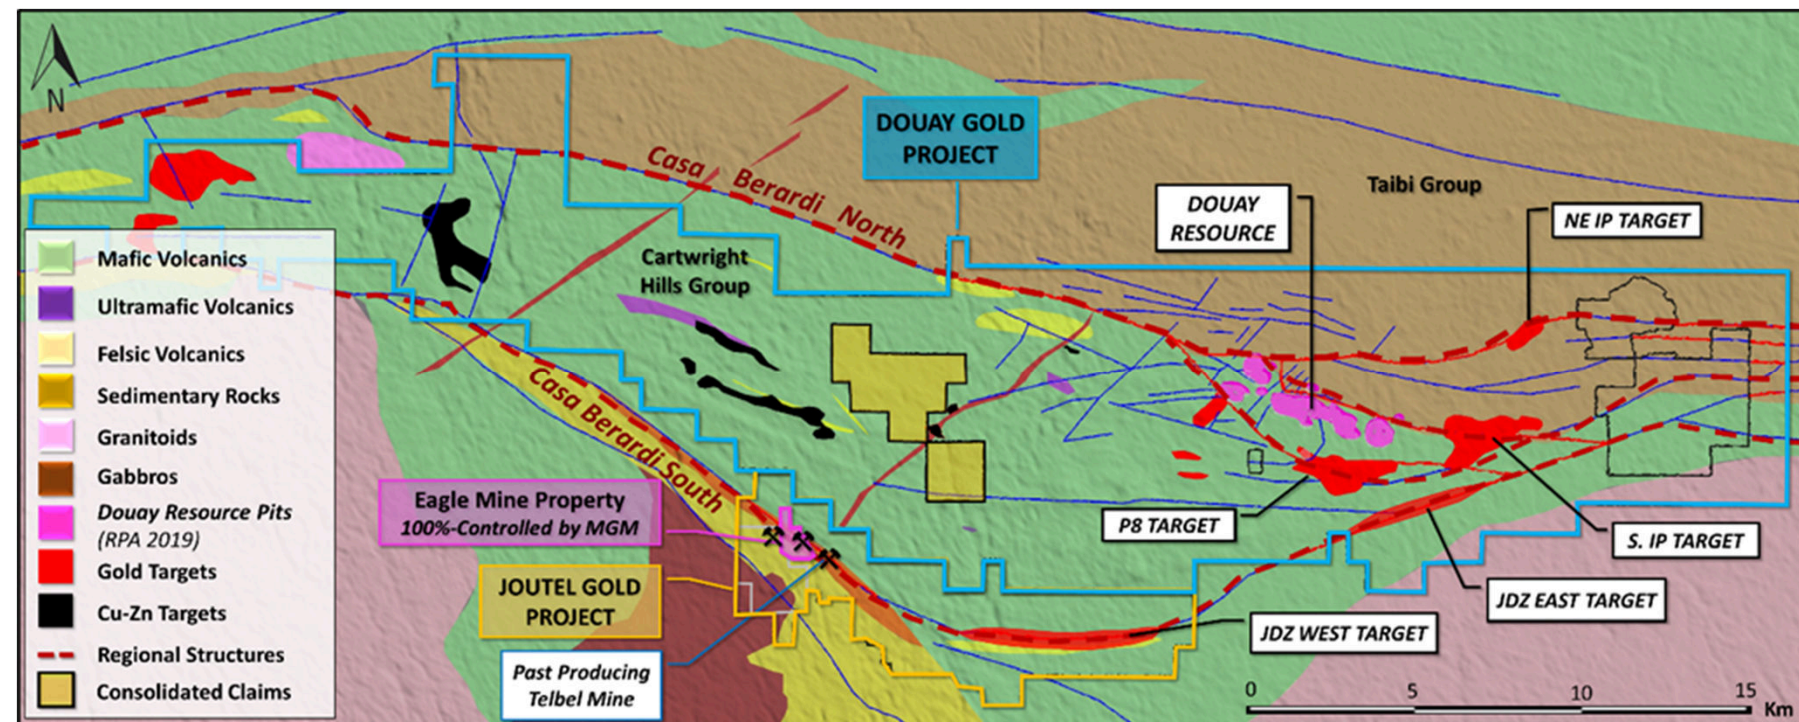 N
DOUAY GOLD
PROJECT
Casa Berardi North
Taibi Group
DOUAY
RESOURCE
NE IP TARGET
Cartwright
Hills Group
Mafic Volcanics
Ultramafic Volcanics
Felsic Volcanics
Sedimentary Rocks
Granitoids
Gabbros
Douay Resource Pits
(RPA 2019)
Gold Targets
Cu-Zn Targets
Regional Structures
Consolidated Claims
Casa Berardi South
Eagle Mine Property
100%-Controlled by MGM
JOUTEL GOLD
PROJECT
Past Producing
Telbel Mine
P8 TARGET
S. IP TARGET
JDZ EAST TARGET
JDZ WEST TARGET
0 5 10 15
Km